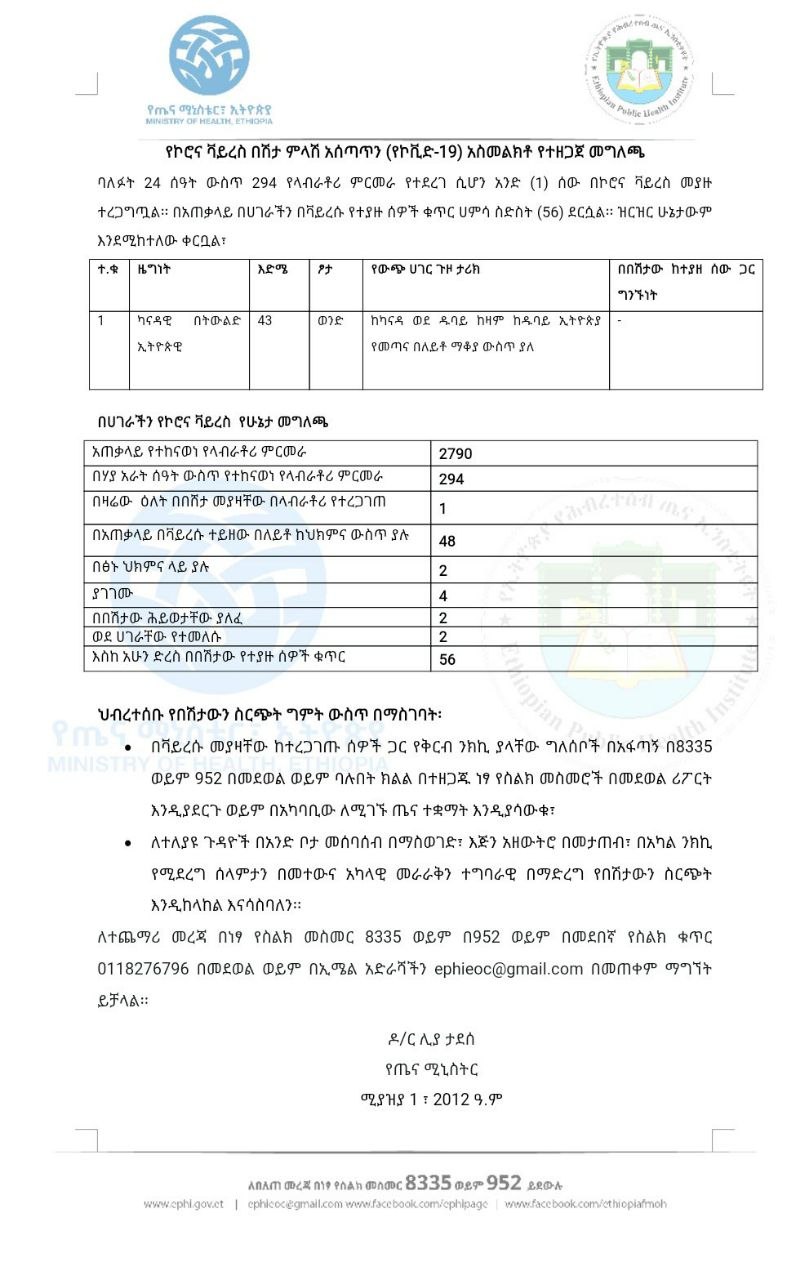 የጤና ሚኒስቴር፣ ኢትዮጵያ
MINISTRY OF HEALTH, ETHIOPIA
የኢትዮጵያ የሕብረተሰብ ጤና ኢንስቲትዩት
Ethiopian Public Health Institute
የኮሮና ቫይረስ በሽታ ምላሽ አሰጣጥን (የኮቪድ-19) አስመልክቶ የተዘጋጀ መግለጫ
ባለፉት 24 ሰዓት ውስጥ 294 የላብራቶሪ ምርመራ የተደረገ ሲሆን አንድ (1) ሰው በኮሮና ቫይረስ መያዙ
ተረጋግጧል፡፡ በአጠቃላይ በሀገራችን በቫይረሱ የተያዙ ሰዎች ቁጥር ሀምሳ ስድስት (56) ደርሷል፡፡ ዝርዝር ሁኔታውም
እንደሚከተለው ቀርቧል፣
ተ.ቁ ዜግነት እድሜ ፆታ የውጭ ሀገር ጉዞ ታሪክ በበሽታው ከተያዘ ሰው ጋር
ግንኙነት
1 ካናዳዊ በትውልድ 43 ወንድ ከካናዳ ወደ ዱባይ ከዛም ከዱባይ ኢትዮጵያ -
ኢትዮጵዊ የመጣና በለይቶ ማቆያ ውስጥ ያለ
በሀገራችን የኮሮና ቫይረስ የሁኔታ መግለጫ
አጠቃላይ የተከናወነ የላብራቶሪ ምርመራ 2790
በሃያ አራት ሰዓት ውስጥ የተከናወነ የላብራቶሪ ምርመራ 294
በዛሬው ዕለት በበሽታ መያዛቸው በላብራቶሪ የተረጋገጠ 1
በአጠቃላይ በቫይረሱ ተይዘው በለይቶ ከህክምና ውስጥ ያሉ 48
በፅኑ ህክምና ላይ ያሉ 2
ያገገሙ 4
በበሽታው ሕይወታቸው ያለፈ 2
ወደ ሀገራቸው የተመለሱ 2
እስከ አሁን ድረስ በበሽታው የተያዙ ሰዎች ቁጥር 56
ህብረተሰቡ የበሽታውን ስርጭት ግምት ውስጥ በማስገባት፡
• በቫይረሱ መያዛቸው ከተረጋገጡ ሰዎች ጋር የቅርብ ንክኪ ያላቸው ግለሰቦች በአፋጣኝ በ8335
ወይም 952 በመደወል ወይም ባሉበት ክልል በተዘጋጁ ነፃ የስልክ መስመሮች በመደወል ሪፖርት
እንዲያደርጉ ወይም በአካባቢው ለሚገኙ ጤና ተቋማት እንዲያሳውቁ፣
• ለተለያዩ ጉዳዮች በአንድ ቦታ መሰባሰብ በማስወገድ፣ እጅን አዘውትሮ በመታጠብ፣ በአካል ንክኪ
የሚደረግ ሰላምታን በመተውና አካላዊ መራራቅን ተግባራዊ በማድረግ የበሽታውን ስርጭት
እንዲከላከል እናሳስባለን፡፡
ለተጨማሪ መረጃ በነፃ የስልክ መስመር 8335 ወይም በ952 ወይም በመደበኛ የስልክ ቁጥር
0118276796 በመደወል ወይም በኢሜል አድራሻችን ephieoc@gmail.com በመጠቀም ማግኘት
ይቻላል፡፡
ዶ/ር ሊያ ታደሰ
የጤና ሚኒስትር
ሚያዝያ 1 ፣ 2012 ዓ.ም
ለበለጠ መረጃ በነፃ የስልክ መስመር 8335 ወይም 952 ይደውሉ
www.ephi.gov.et | ephieoc@gmail.com www.facebook.com/ephipage | www.facebook.com/ethiopiafmoh